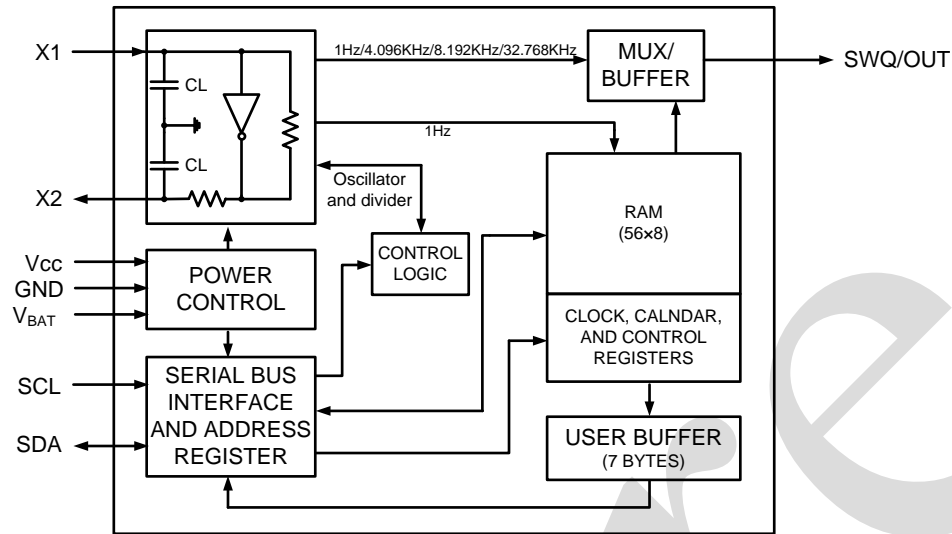 X1
X2
Vcc
GND
VBAT
SCL
SDA
CL
CL
1Hz/4.096KHz/8.192KHz/32.768KHz
1Hz
Oscillator
and divider
MUX/
BUFFER
SWQ/OUT
POWER
CONTROL
CONTROL
LOGIC
RAM
(56×8)
CLOCK, CALNDAR,
AND CONTROL
REGISTERS
SERIAL BUS
INTERFACE
AND ADDRESS
REGISTER
USER BUFFER
(7 BYTES)